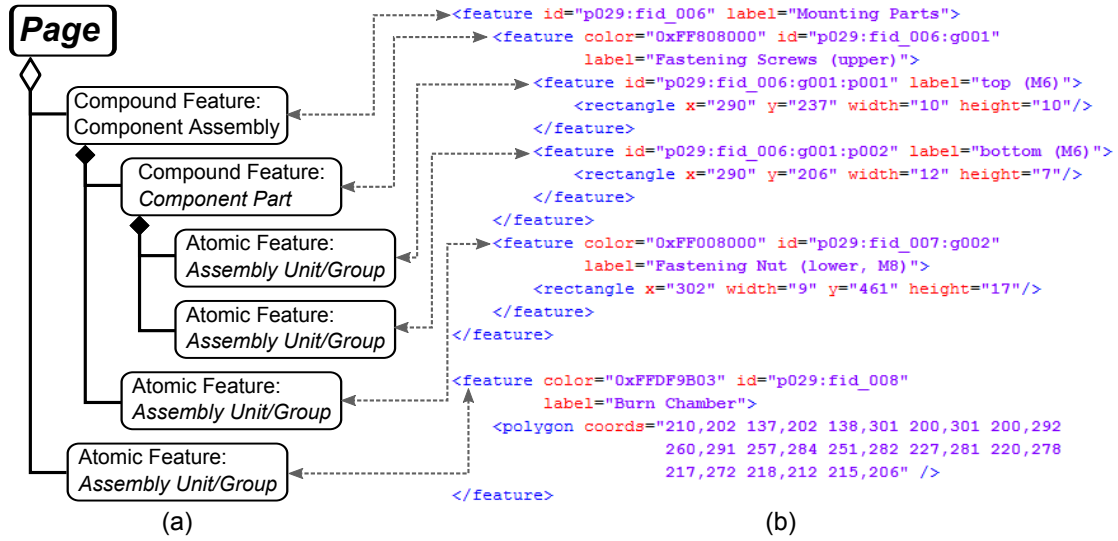 Page
Compound Feature:
Component Assembly
Compound Feature:
Component Part
Atomic Feature:
Assembly Unit/Group
Atomic Feature:
Assembly Unit/Group
Atomic Feature:
Assembly Unit/Group
Atomic Feature:
Assembly Unit/Group
(a)
<feature id="p029:fid_006" label="Mounting Parts">
<feature color="0xFF808000" id="p029:fid_006:g001"
label="Fastening Screws (upper)">
<feature id="p029:fid_006:g001:p001" label="top (M6)">
<rectangle x="290" y="237" width="10" height="10"/>
</feature>
<feature id="p029:fid_006:g001:p002" label="bottom (M6)">
<rectangle x="290" y="206" width="12" height="7"/>
</feature>
</feature>
<feature color="0xFF008000" id="p029:fid_007:g002"
label="Fastening Nut (lower, M8)">
<rectangle x="302" width="9" y="461" height="17"/>
</feature>
</feature>
<feature color="0xFFDF9B03" id="p029:fid_008"
label="Burn Chamber">
<polygon coords="210,202 137,202 138,301 200,301 200,292
260,291 257,284 251,282 227,281 220,278
217,272 218,212 215,206" />
</feature>
(b)